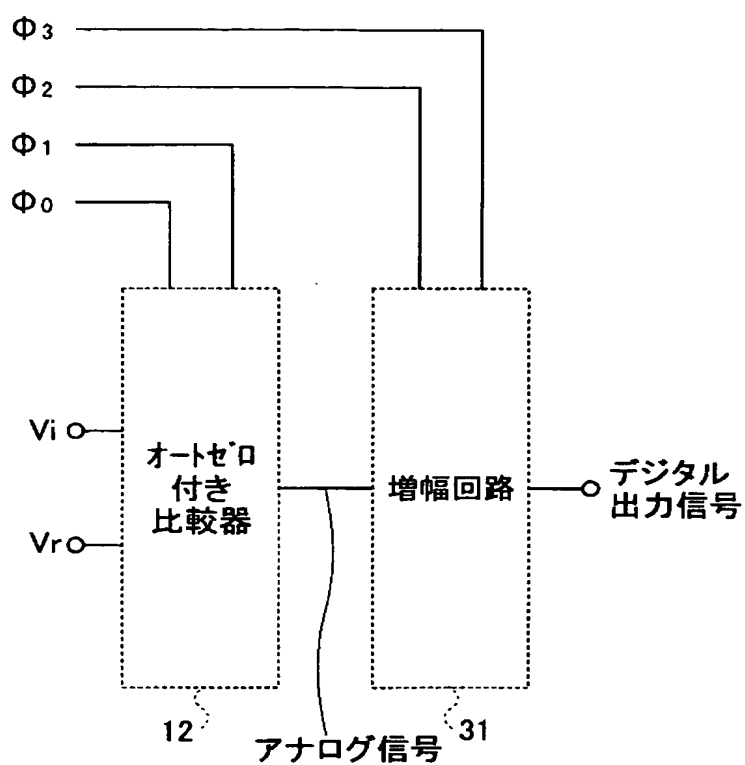 Φ3
Φ2
Φ1
Φ0
Vi
Vr
オートゼロ
付き
比較器
増幅回路
デジタル
出力信号
12
31
アナログ信号